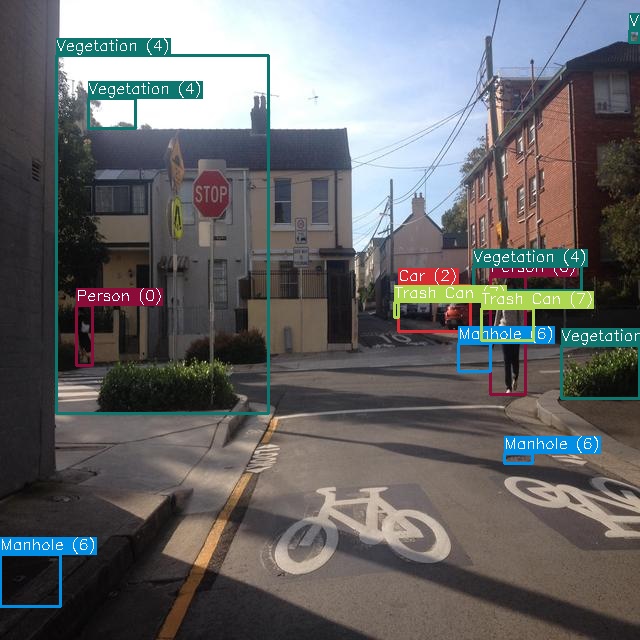 V
Vegetation (4)
Vegetation (4)
STOP
Vegetation (4)
Person (0)
Car (2)
Person (0)
Trash Can (7)
Trash Can (7)
Manhole (6)
Vegetation
Manhole (6)
Manhole (6)